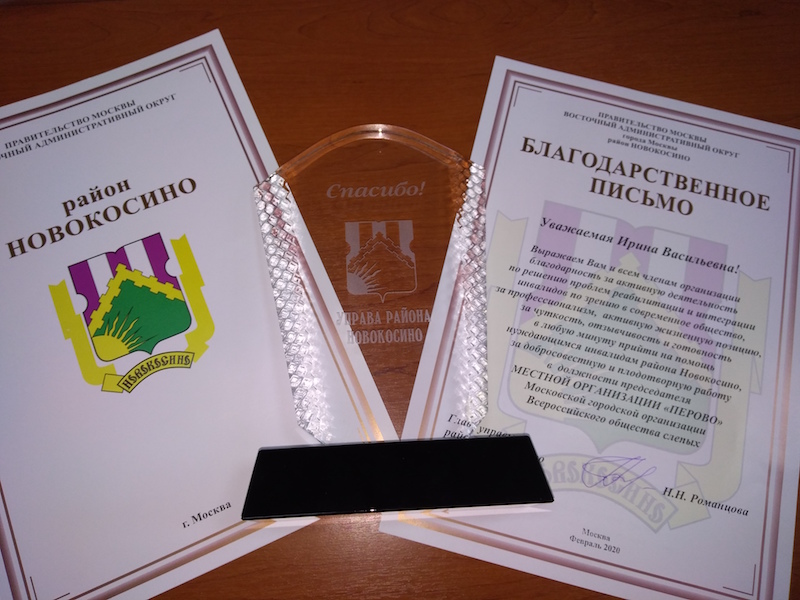 ПРАВИТЕЛЬСТВО МОСКВЫ
ВОСТОЧНЫЙ АДМИНИСТРАТИВНЫЙ ОКРУГ
район
НОВОКОСИНО
НОВОКОСИНО
г. Москва
Спасибо!
УПРАВА РАЙОНА
НОВОКОСИНО
ПРАВИТЕЛЬСТВО МОСКВЫ
ВОСТОЧНЫЙ АДМИНИСТРАТИВНЫЙ ОКРУГ
города Москвы
район НОВОКОСИНО
БЛАГОДАРСТВЕННОЕ
ПИСЬМО
Уважаемая Ирина Васильевна!
Выражаем Вам и всем членам организации
благодарность за активную деятельность
по решению проблем реабилитации и интеграции
инвалидов по зрению в современное общество,
за профессионализм, активную жизненную позицию,
за чуткость, отзывчивость и готовность
в любую минуту прийти на помощь
нуждающимся инвалидам района Новокосино,
за добросовестную и плодотворную работу
в должности председателя
МЕСТНОЙ ОРГАНИЗАЦИИ «ПЕРОВО»
Московской городской организации
Всероссийского общества слепых
Глава управы
Н.Н. Романцова
НОВОКОСИНО
Москва
Февраль 2020